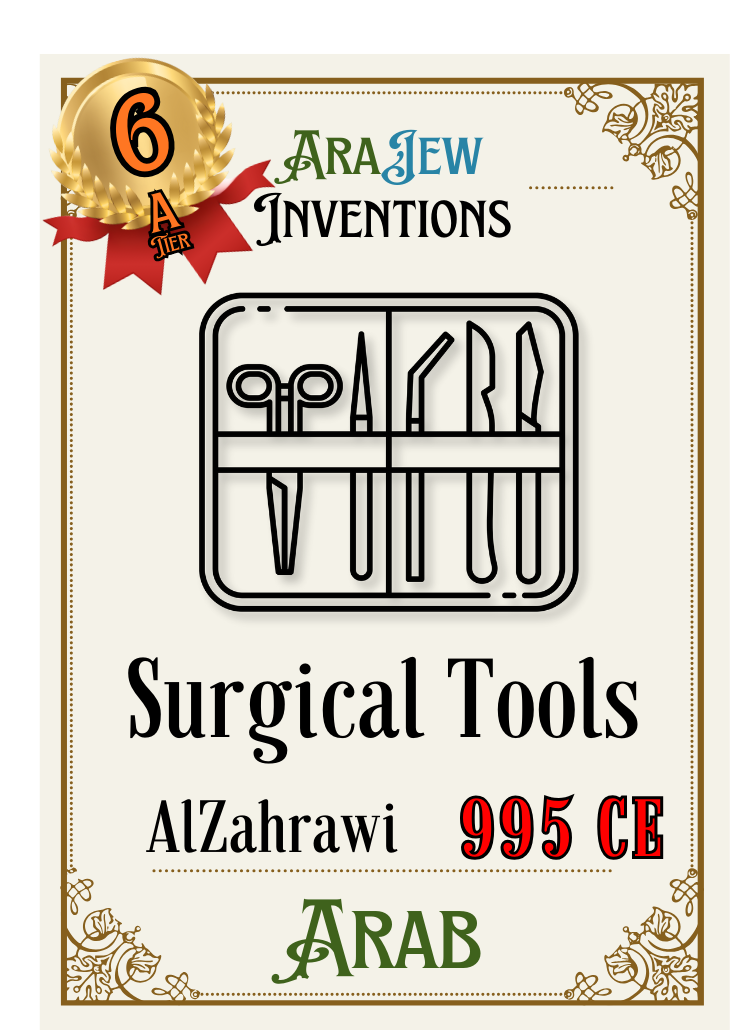 6
A
TIER
ARAJEW
INVENTIONS
Surgical Tools
AlZahrawi 995 CE
ARAB